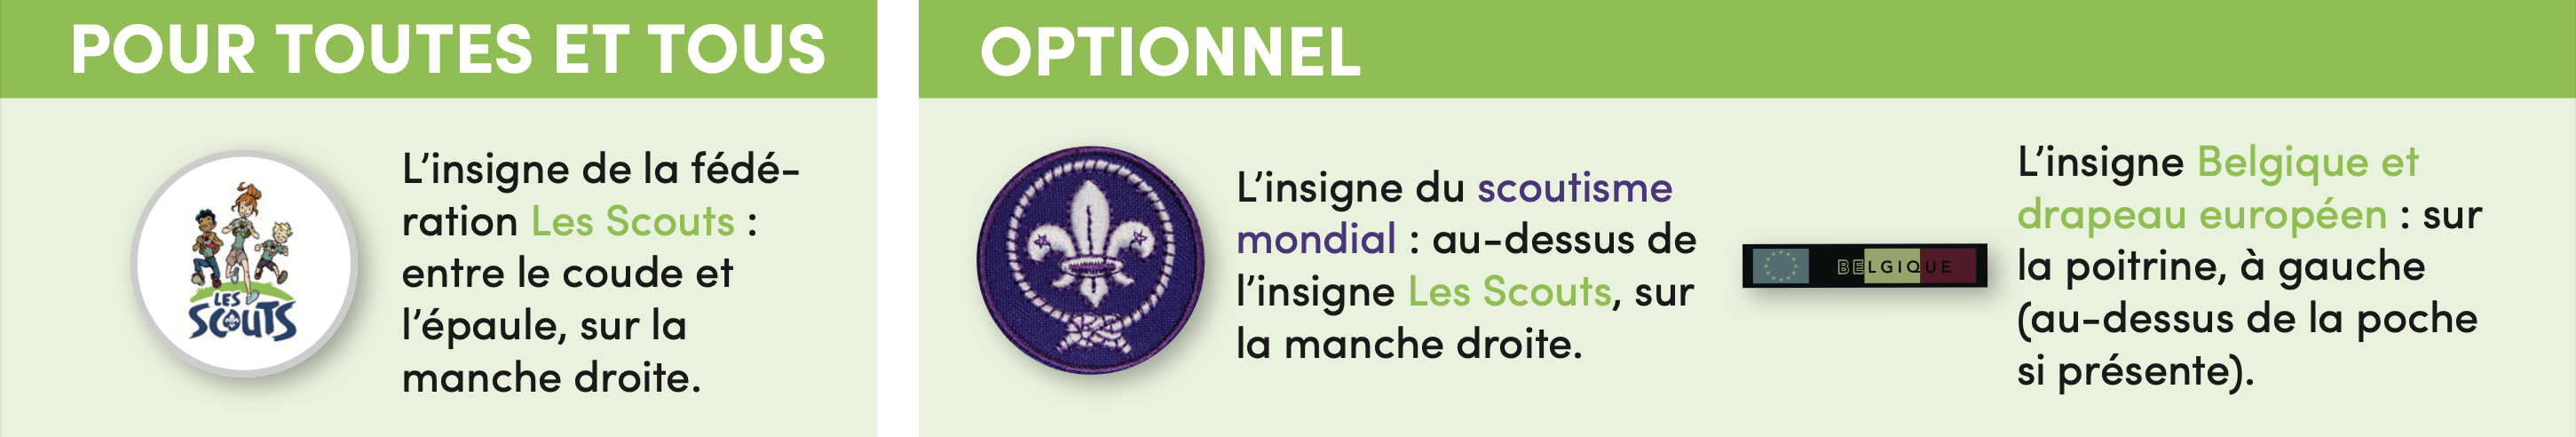 POUR TOUTES ET TOUS
LES
SCOUTS
L'insigne de la fédé-
ration Les Scouts :
entre le coude et
l'épaule, sur la
manche droite.
OPTIONNEL
L'insigne du scoutisme
mondial : au-dessus de
l'insigne Les Scouts, sur
la manche droite.
BELGIQUE
L'insigne Belgique et
drapeau européen : sur
la poitrine, à gauche
(au-dessus de la poche
si présente).